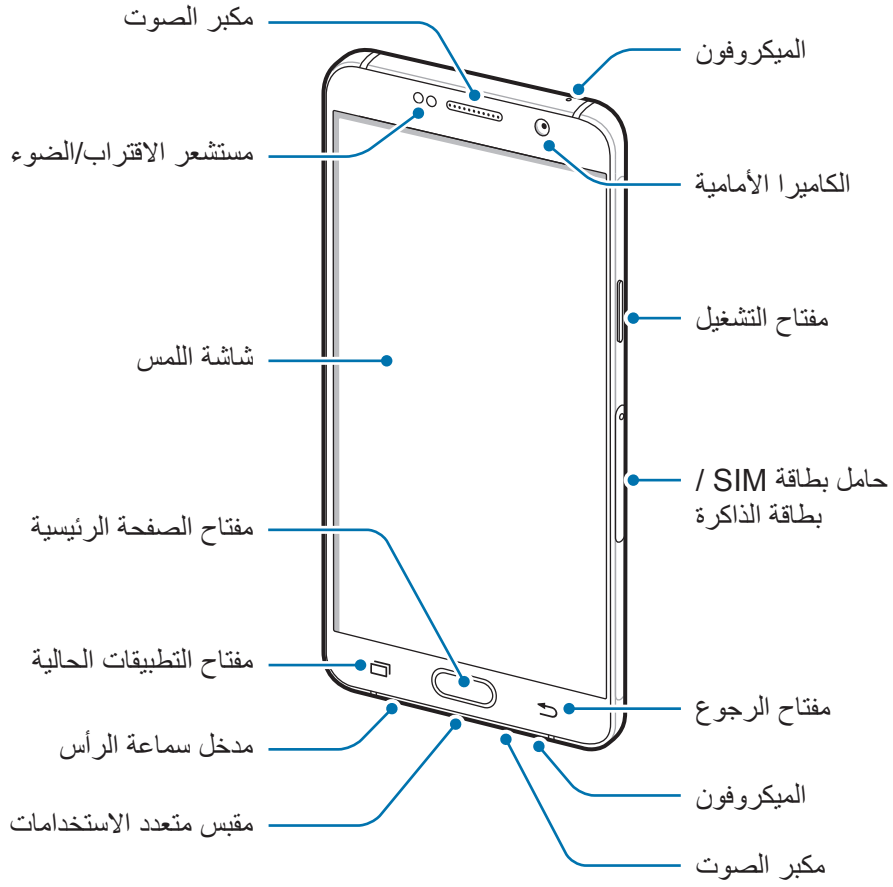 مكبر الصوت
الميكروفون
مستشعر الاقتراب/الضوء
الكاميرا الأمامية
مفتاح التشغيل
شاشة اللمس
حامل بطاقة SIM /
بطاقة الذاكرة
مفتاح الصفحة الرئيسية
مفتاح التطبيقات الحالية
مفتاح الرجوع
مدخل سماعة الرأس
الميكروفون
مقبس متعدد الاستخدامات
مكبر الصوت